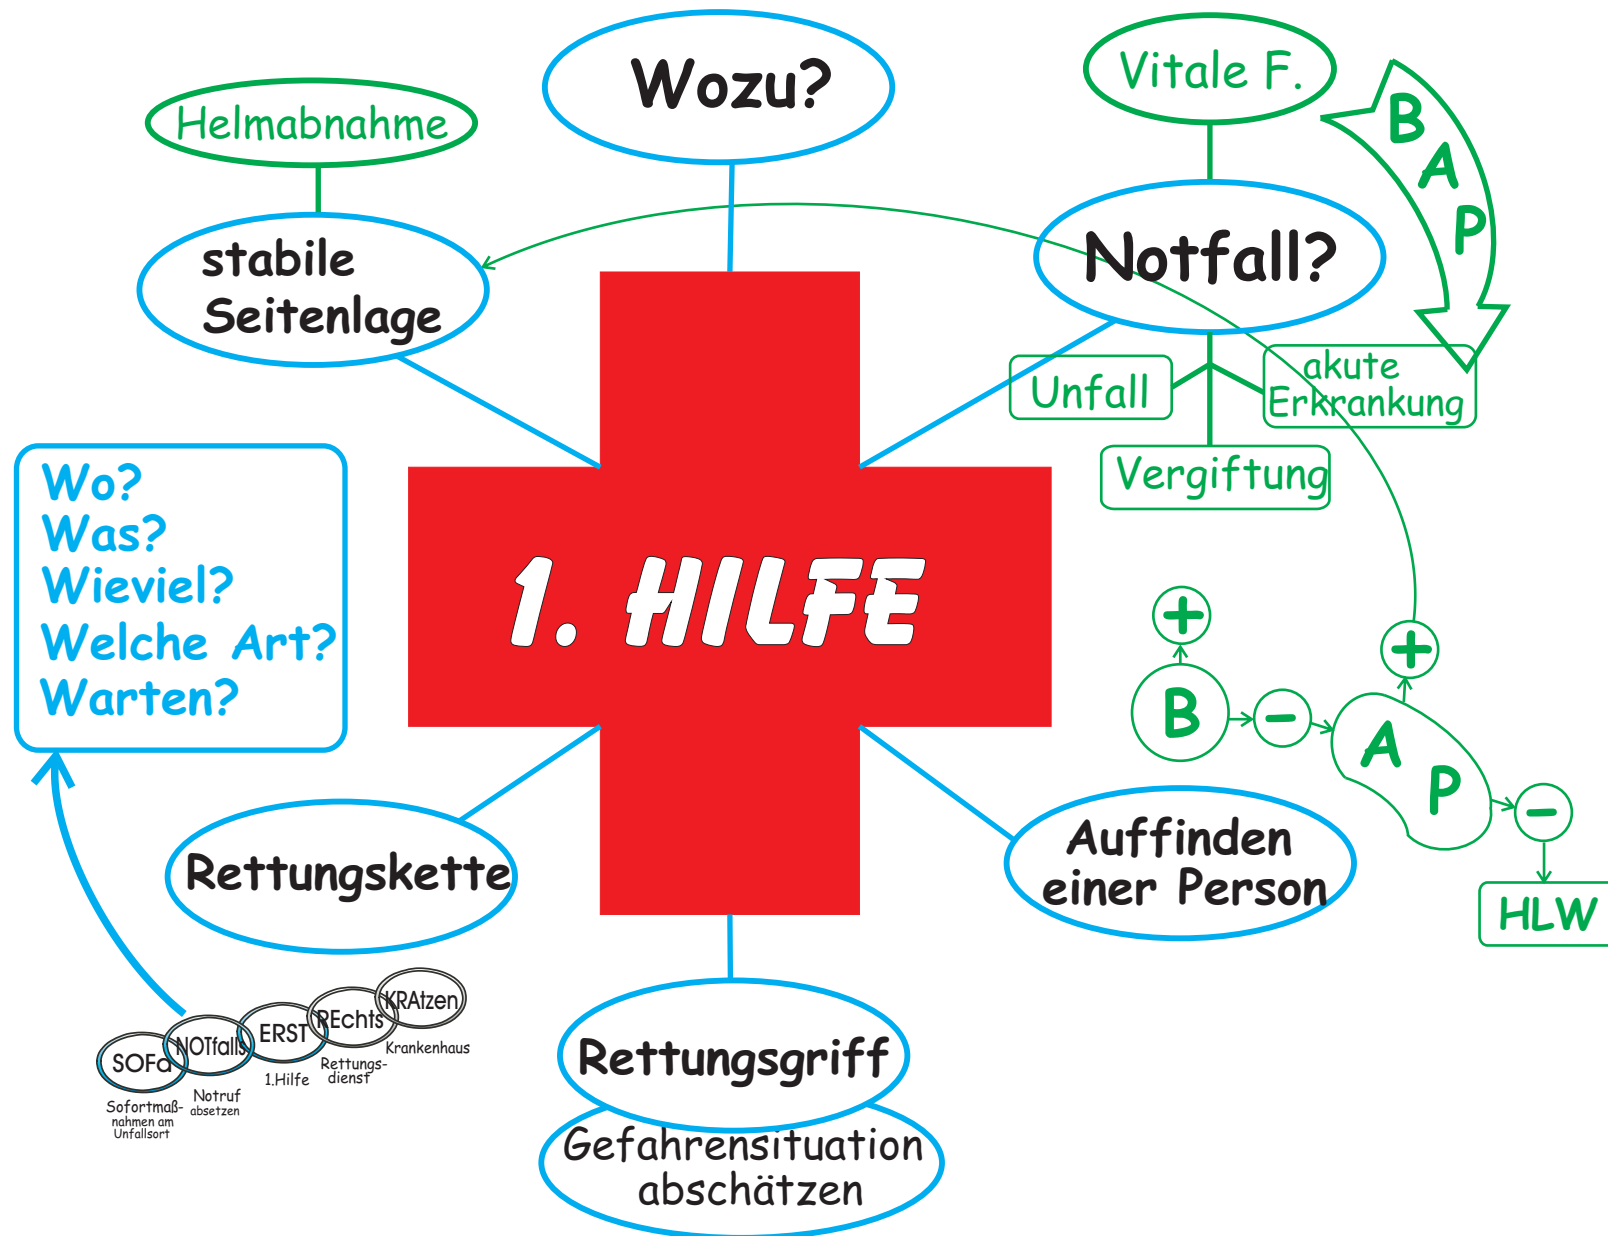 Wozu?
Vitale F.
B
A
P
Helmabnahme
stabile
Seitenlage
Notfall?
Unfall
akute
Erkrankung
Vergiftung
Wo?
Was?
Wieviel?
Welche Art?
Warten?
1. HILFE
+
+
B
-
A
P
-
HLW
Rettungskette
Auffinden
einer Person
SOFa
NOTfalls
ERST
REchts
KRAtzen
Sofortmaß-
nahmen am
Unfallsort
Notruf
absetzen
1.Hilfe
Rettungs-
dienst
Krankenhaus
Rettungsgriff
Gefahrensituation
abschätzen